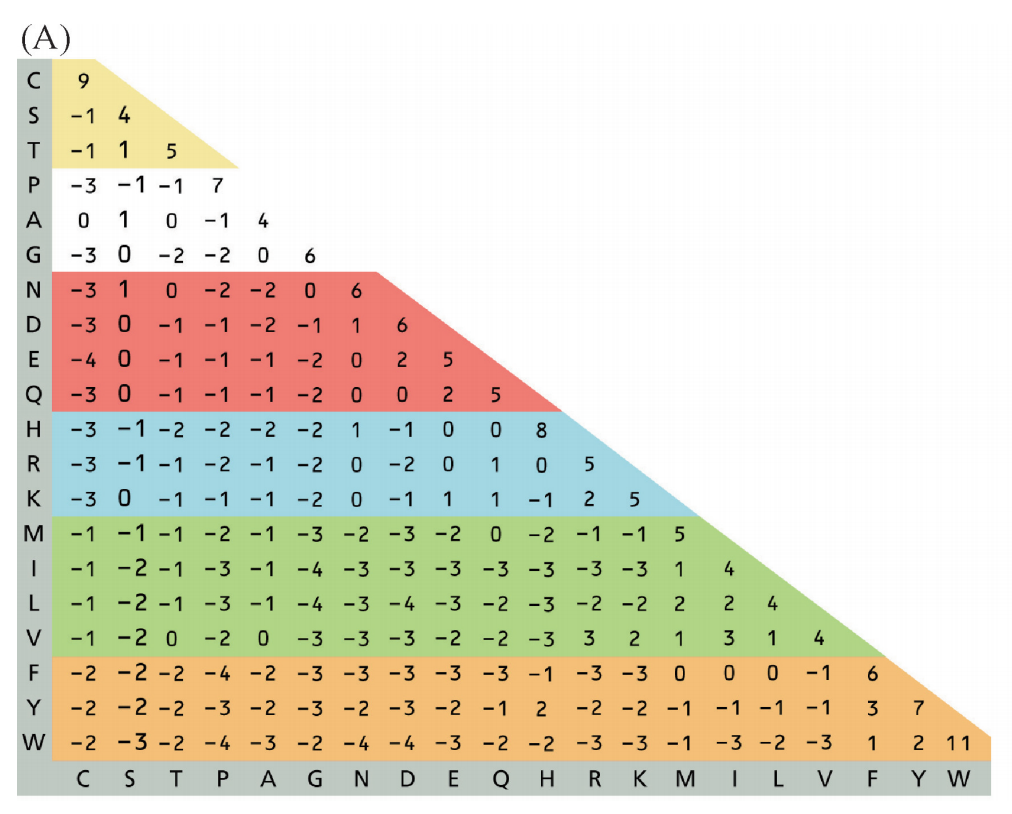 (A)
C 9
S -1 4
T -1 1 5
P -3 -1 -1 7
A 0 1 0 -1 4
G -3 0 -2 -2 0 6
N -3 1 0 -2 -2 0 6
D -3 0 -1 -1 -2 -1 1 6
E -4 0 -1 -1 -1 -2 0 2 5
Q -3 0 -1 -1 -1 -2 0 0 2 5
H -3 -1 -2 -2 -2 -2 1 -1 0 0 8
R -3 -1 -1 -2 -1 -2 0 -2 0 1 0 5
K -3 0 -1 -1 -1 -2 0 -1 1 1 -1 2 5
M -1 -1 -1 -2 -1 -3 -2 -3 -2 0 -2 -1 -1 5
I -1 -2 -1 -3 -1 -4 -3 -3 -3 -3 -3 -3 -3 1 4
L -1 -2 -1 -3 -1 -4 -3 -4 -3 -2 -3 -2 -2 2 2 4
V -1 -2 0 -2 0 -3 -3 -3 -2 -2 -3 3 2 1 3 1 4
F -2 -2 -2 -4 -2 -3 -3 -3 -3 -3 -1 -3 -3 0 0 0 -1 6
Y -2 -2 -2 -3 -2 -3 -2 -3 -2 -1 2 -2 -2 -1 -1 -1 -1 3 7
W -2 -3 -2 -4 -3 -2 -4 -4 -3 -2 -2 -3 -3 -1 -3 -2 -3 1 2 11
C S T P A G N D E Q H R K M I L V F Y W